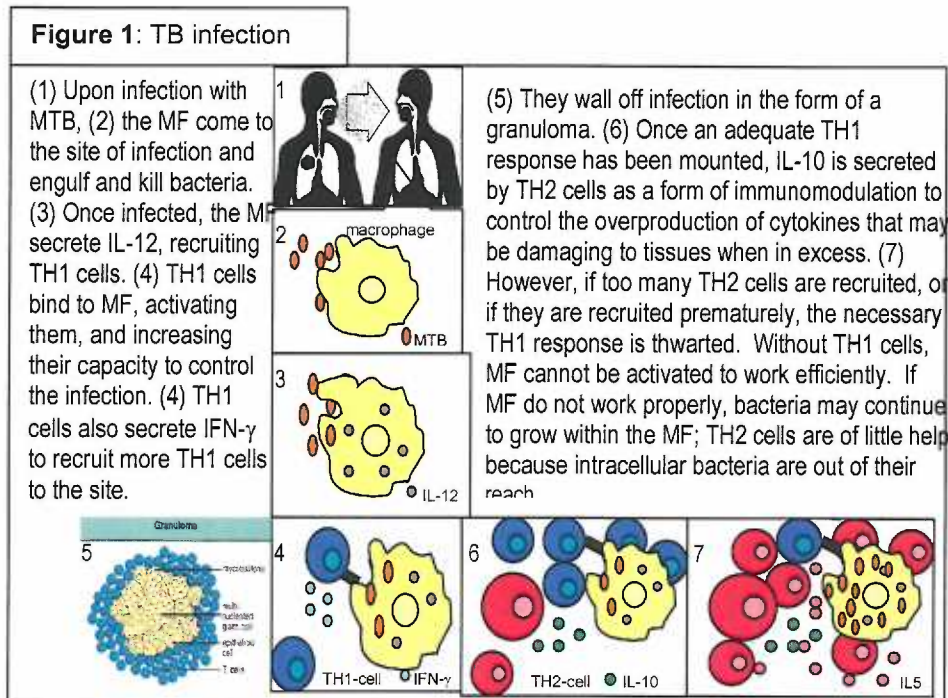 Figure 1: TB infection
(1) Upon infection with
MTB, (2) the MF come to
the site of infection and
engulf and kill bacteria.
(3) Once infected, the MF
secrete IL-12, recruiting
TH1 cells. (4) TH1 cells
bind to MF, activating
them, and increasing
their capacity to control
the infection. (4) TH1
cells also secrete IFN-γ
to recruit more TH1 cells
to the site.
1
2
macrophage
MTB
3
IL-12
(5) They wall off infection in the form of a
granuloma. (6) Once an adequate TH1
response has been mounted, IL-10 is secreted
by TH2 cells as a form of immunomodulation to
control the overproduction of cytokines that may
be damaging to tissues when in excess. (7)
However, if too many TH2 cells are recruited, or
if they are recruited prematurely, the necessary
TH1 response is thwarted. Without TH1 cells,
MF cannot be activated to work efficiently. If
MF do not work properly, bacteria may continue
to grow within the MF; TH2 cells are of little help
because intracellular bacteria are out of their
reach
5
Granuloma
giant cell
epithelioid
cell
T cells
4
TH1-cell
IFN-γ
6
TH2-cell
IL-10
7
IL5